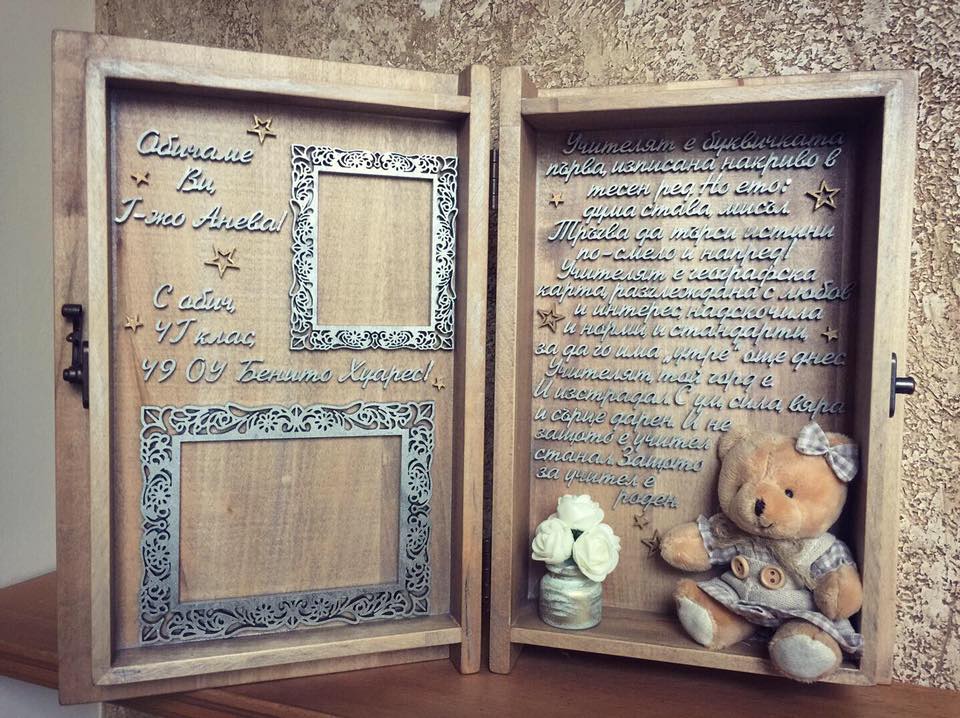 Обичаме
Ви,
Г-жо Анева!
С обич,
4Г клас,
49 ОУ Бенито Хуарес!
Учителят е буквичката
първа, изписана накриво в
тесен ред. Но ето:
дума става, мисъл.
Тръгва да търси истини
по-смело и напред!
Учителят е географска
карта, разглеждана с любов
и интерес, надскочила
и норми и стандарти,
за да го има „утре“ още днес.
Учителят, той горд е
И изстрадал. С ум, сила, вяра
и сърце дарен. И не
защото е учител
станал. Защото
за учител е
роден.